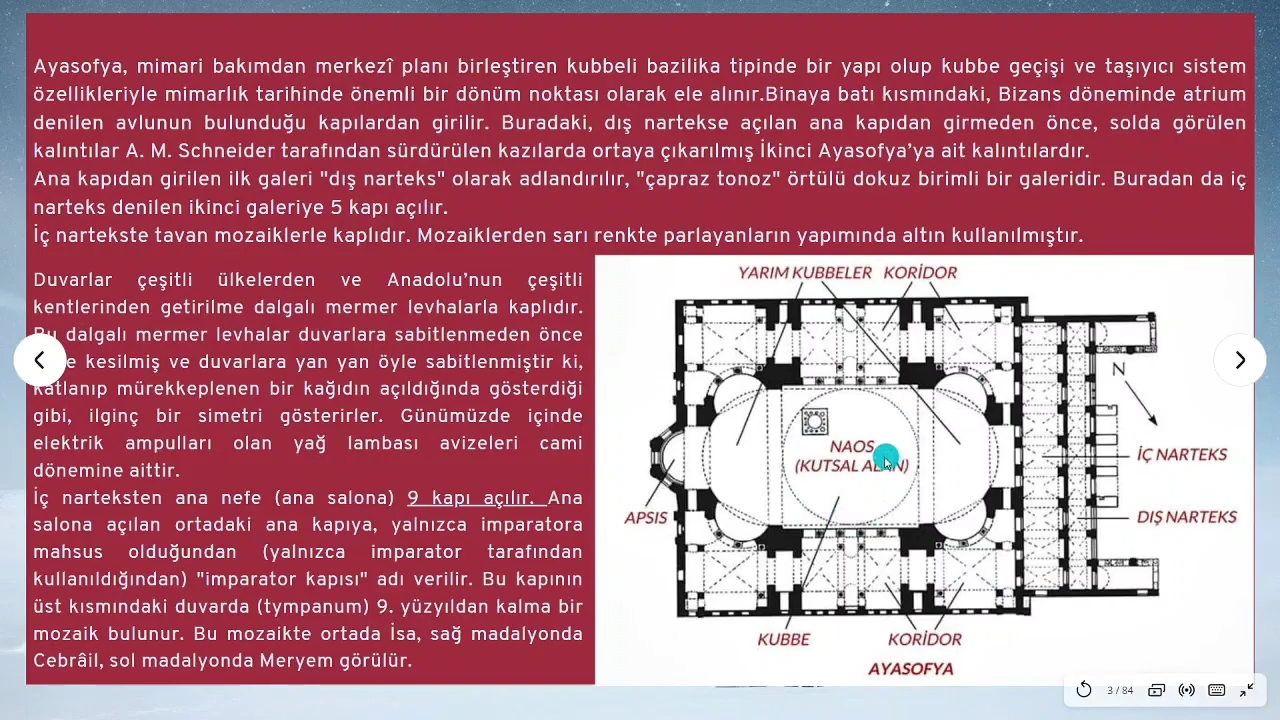 Ayasofya, mimari bakımdan merkezî planı birleştiren kubbeli bazilika tipinde bir yapı olup kubbe geçişi ve taşıyıcı sistem
özellikleriyle mimarlık tarihinde önemli bir dönüm noktası olarak ele alınır.Binaya batı kısmındaki, Bizans döneminde atrium
denilen avlunun bulunduğu kapılardan girilir. Buradaki, dış nartekse açılan ana kapıdan girmeden önce, solda görülen
kalıntılar A. M. Schneider tarafından sürdürülen kazılarda ortaya çıkarılmış İkinci Ayasofya’ya ait kalıntılardır.
Ana kapıdan girilen ilk galeri "dış narteks" olarak adlandırılır, "çapraz tonoz" örtülü dokuz birimli bir galeridir. Buradan da iç
narteks denilen ikinci galeriye 5 kapı açılır.
İç nartekste tavan mozaiklerle kaplıdır. Mozaiklerden sarı renkte parlayanların yapımında altın kullanılmıştır.
Duvarlar çeşitli ülkelerden ve Anadolu’nun çeşitli
kentlerinden getirilme dalgalı mermer levhalarla kaplıdır.
Bu dalgalı mermer levhalar duvarlara sabitlenmeden önce
kesilmiş ve duvarlara yan yan öyle sabitlenmiştir ki,
katlanıp mürekkeplenen bir kağıdın açıldığında gösterdiği
gibi, ilginç bir simetri gösterirler. Günümüzde içinde
elektrik ampulları olan yağ lambası avizeleri cami
dönemine aittir.
İç narteksten ana nefe (ana salona) 9 kapı açılır. Ana
salona açılan ortadaki ana kapıya, yalnızca imparatora
mahsus olduğundan (yalnızca imparator tarafından
kullanıldığından) "imparator kapısı" adı verilir. Bu kapının
üst kısmındaki duvarda (tympanum) 9. yüzyıldan kalma bir
mozaik bulunur. Bu mozaikte ortada İsa, sağ madalyonda
Cebrâil, sol madalyonda Meryem görülür.
YARIM KUBBELER KORİDOR
N
NAOS
(KUTSAL ALAN)
İÇ NARTEKS
APSIS
DIŞ NARTEKS
KUBBE
KORİDOR
AYASOFYA
3 / 84